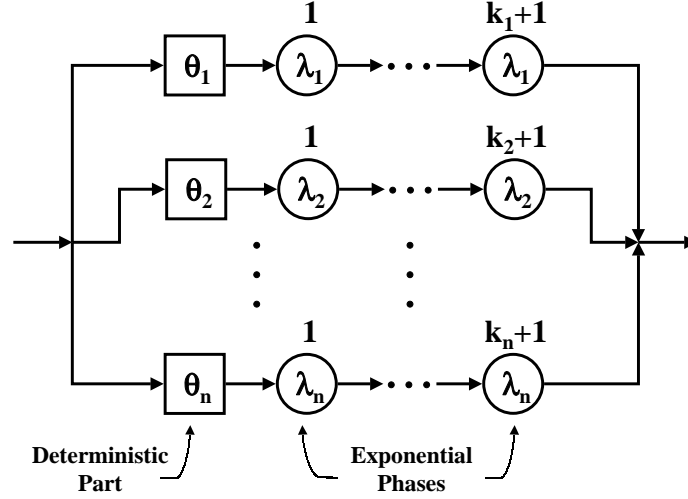 1 k₁+1
θ₁ λ₁ λ₁
1 k₂+1
θ₂ λ₂ λ₂
1 kₙ+1
θₙ λₙ λₙ
Deterministic
Part
Exponential
Phases